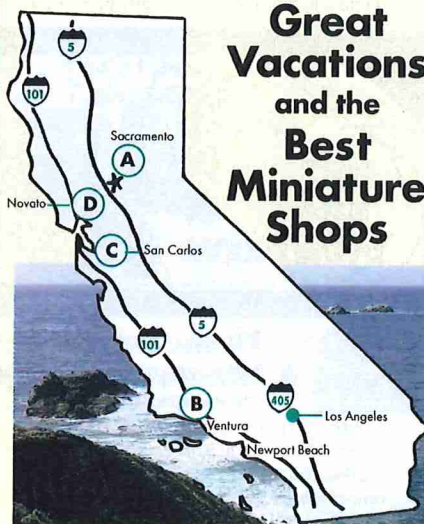 Great
Vacations
and the
Best
Miniature
Shops
5
101
Sacramento
A
Novato
D
C
San Carlos
5
101
405
B
Los Angeles
Ventura
Newport Beach